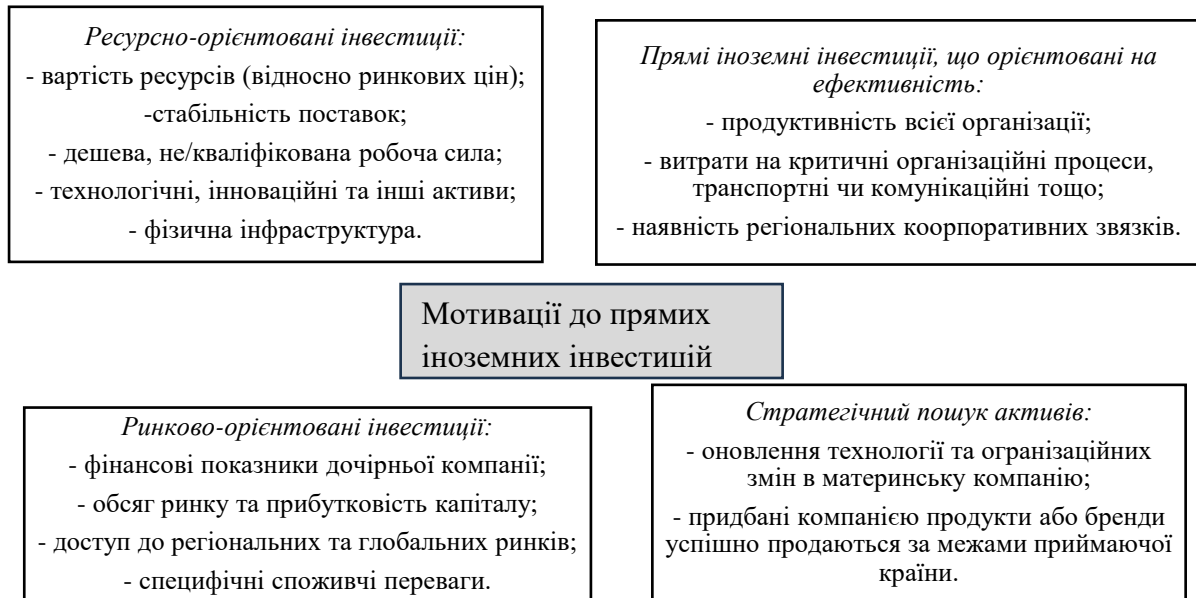 Ресурсно-орієнтовані інвестиції:
- вартість ресурсів (відносно ринкових цін);
-стабільність поставок;
- дешева, не/кваліфікована робоча сила;
- технологічні, інноваційні та інші активи;
- фізична інфраструктура.
Прямі іноземні інвестиції, що орієнтовані на
ефективність:
- продуктивність всієї організації;
- витрати на критичні організаційні процеси,
транспортні чи комунікаційні тощо;
- наявність регіональних коорпоративних звязків.
Мотивації до прямих
іноземних інвестицій
Ринково-орієнтовані інвестиції:
- фінансові показники дочірньої компанії;
- обсяг ринку та прибутковість капіталу;
- доступ до регіональних та глобальних ринків;
- специфічні споживчі переваги.
Стратегічний пошук активів:
- оновлення технології та огранізаційних
змін в материнську компанію;
- придбані компанією продукти або бренди
успішно продаються за межами приймаючої
країни.